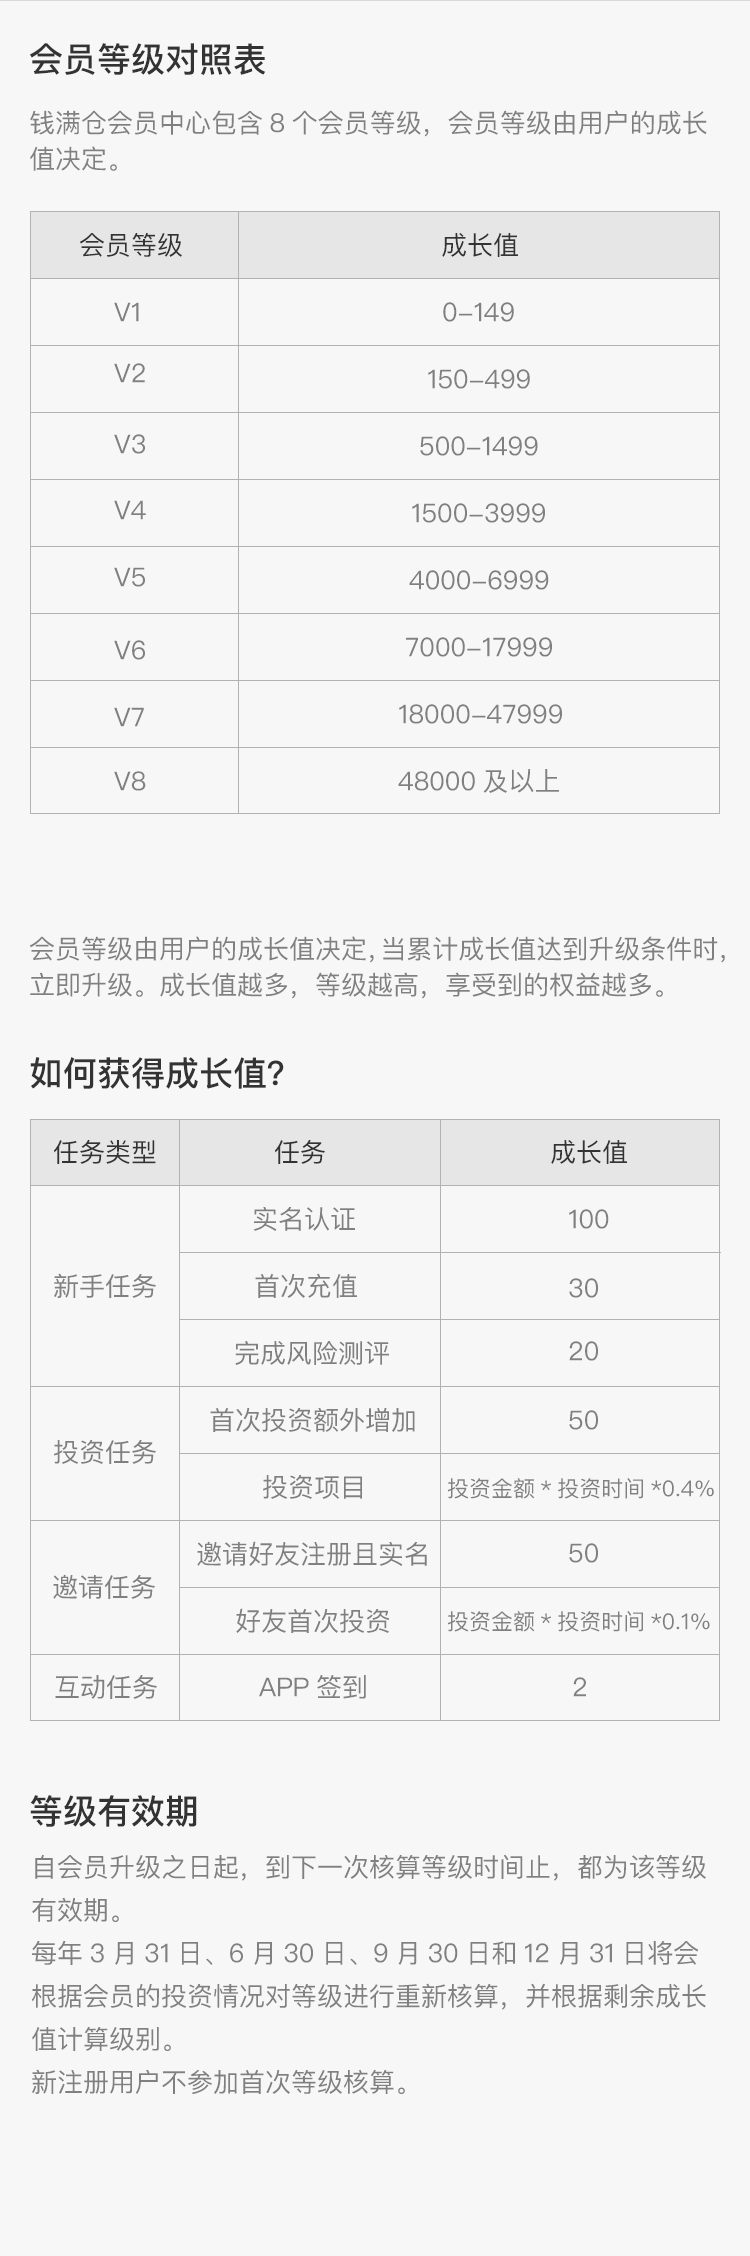 会员等级对照表
钱满仓会员中心包含 8 个会员等级，会员等级由用户的成长
值决定。
会员等级 成长值
V1 0–149
V2 150–499
V3 500–1499
V4 1500–3999
V5 4000–6999
V6 7000–17999
V7 18000–47999
V8 48000 及以上
会员等级由用户的成长值决定, 当累计成长值达到升级条件时,
立即升级。成长值越多，等级越高，享受到的权益越多。
如何获得成长值?
任务类型 任务 成长值
新手任务 实名认证 100
首次充值 30
完成风险测评 20
投资任务 首次投资额外增加 50
投资项目 投资金额 * 投资时间 *0.4%
邀请任务 邀请好友注册且实名 50
好友首次投资 投资金额 * 投资时间 *0.1%
互动任务 APP 签到 2
等级有效期
自会员升级之日起，到下一次核算等级时间止，都为该等级
有效期。
每年 3 月 31 日、6 月 30 日、9 月 30 日和 12 月 31 日将会
根据会员的投资情况对等级进行重新核算，并根据剩余成长
值计算级别。
新注册用户不参加首次等级核算。